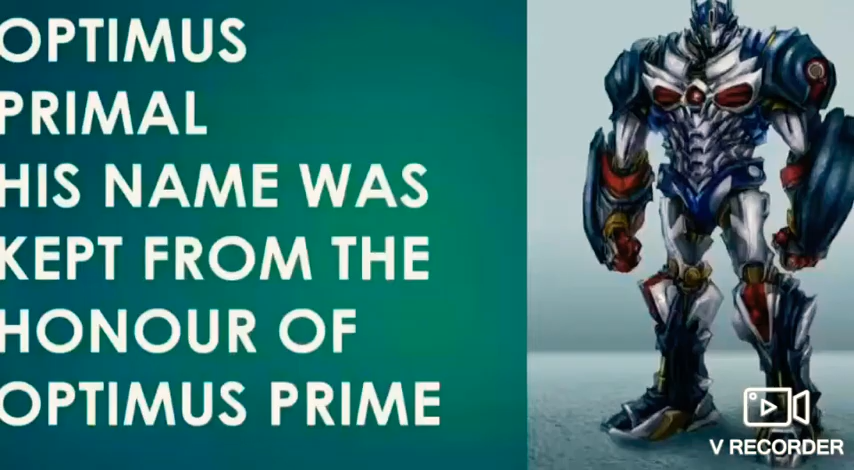 OPTIMUS
PRIMAL
HIS NAME WAS
KEPT FROM THE
HONOUR OF
OPTIMUS PRIME
V RECORDER